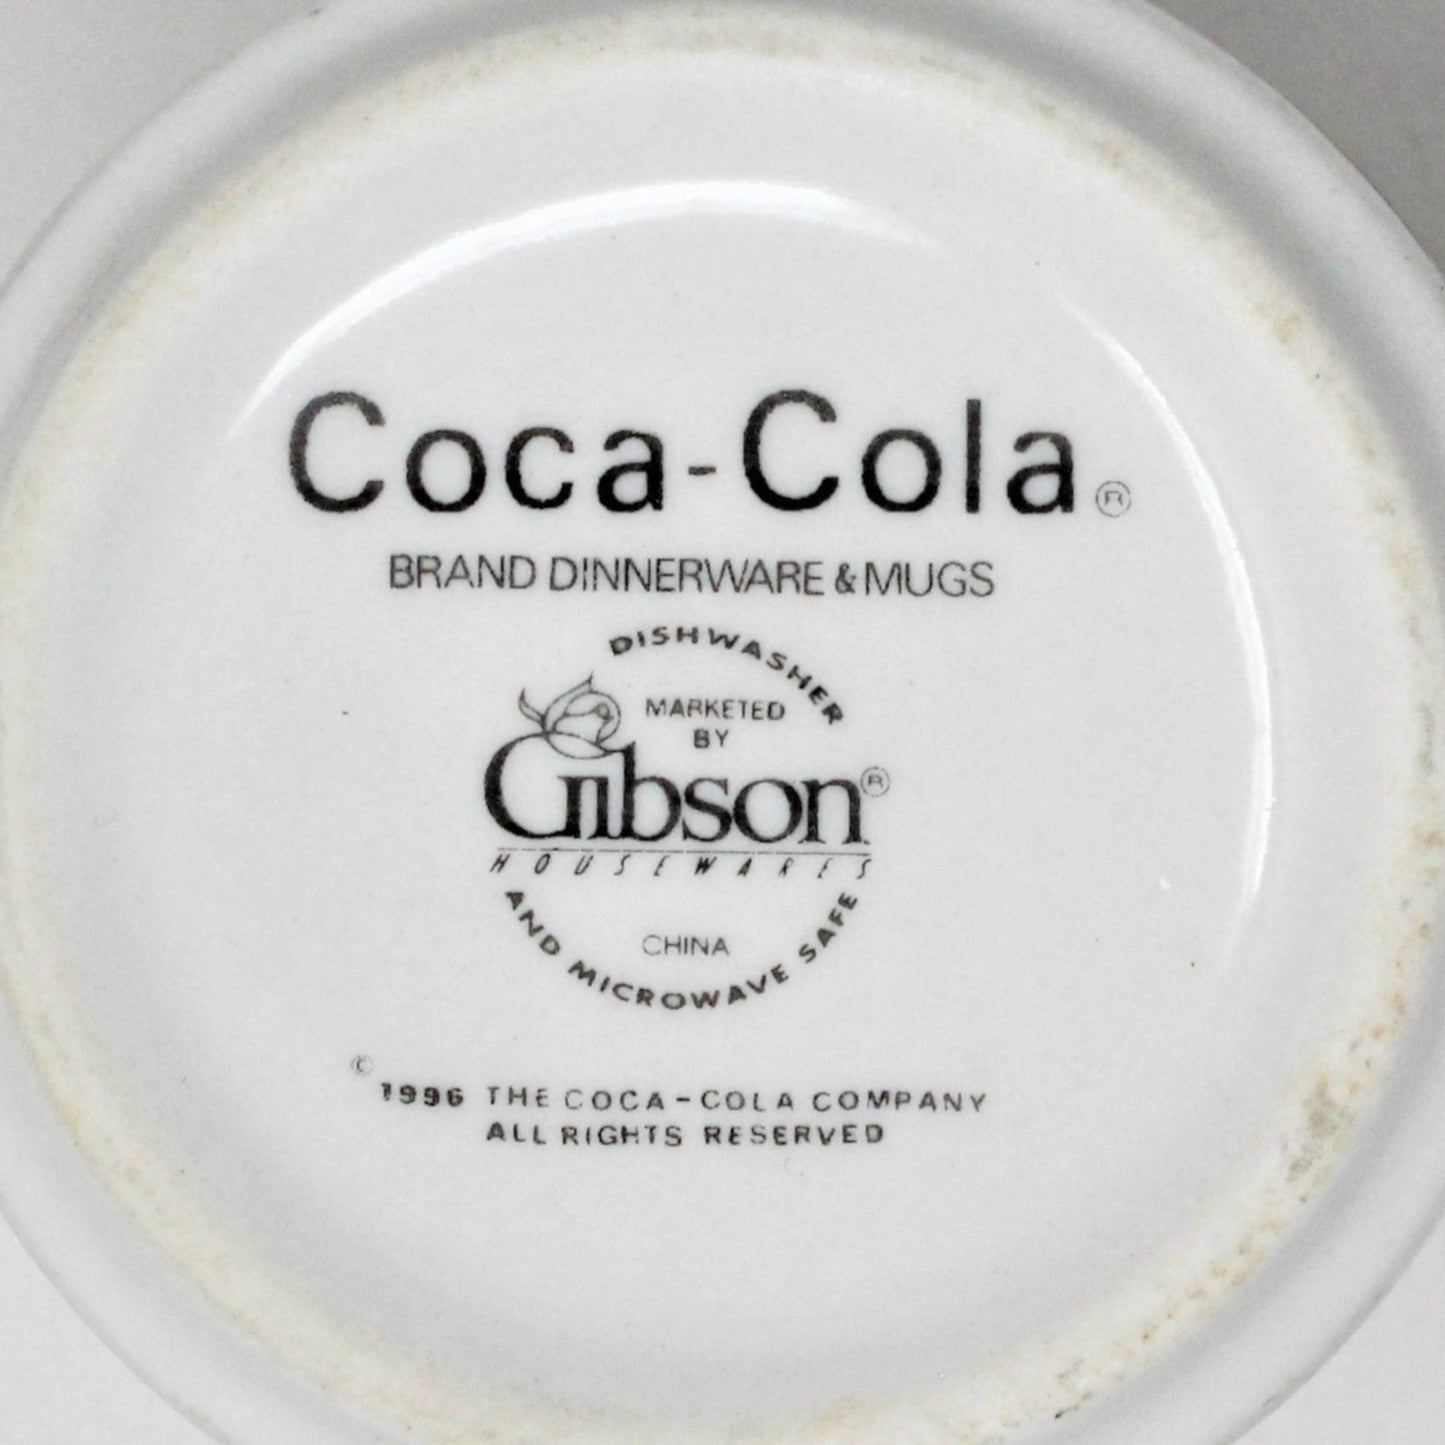 Coca-Cola®
BRAND DINNERWARE & MUGS
DISHWASHER
MARKETED
BY
Gibson®
HOUSEWARES
CHINA
AND MICROWAVE SAFE
©
1996 THE COCA-COLA COMPANY
ALL RIGHTS RESERVED